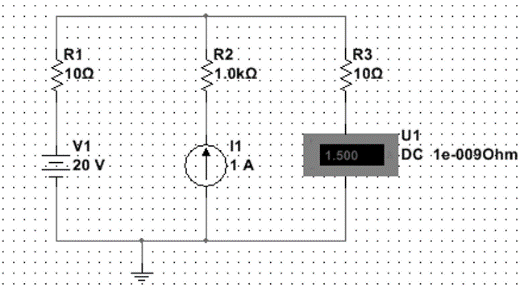 R1
10Ω
R2
1.0kΩ
R3
10Ω
V1
20 V
I1
1 A
U1
DC 1e-009Ohm
1.500